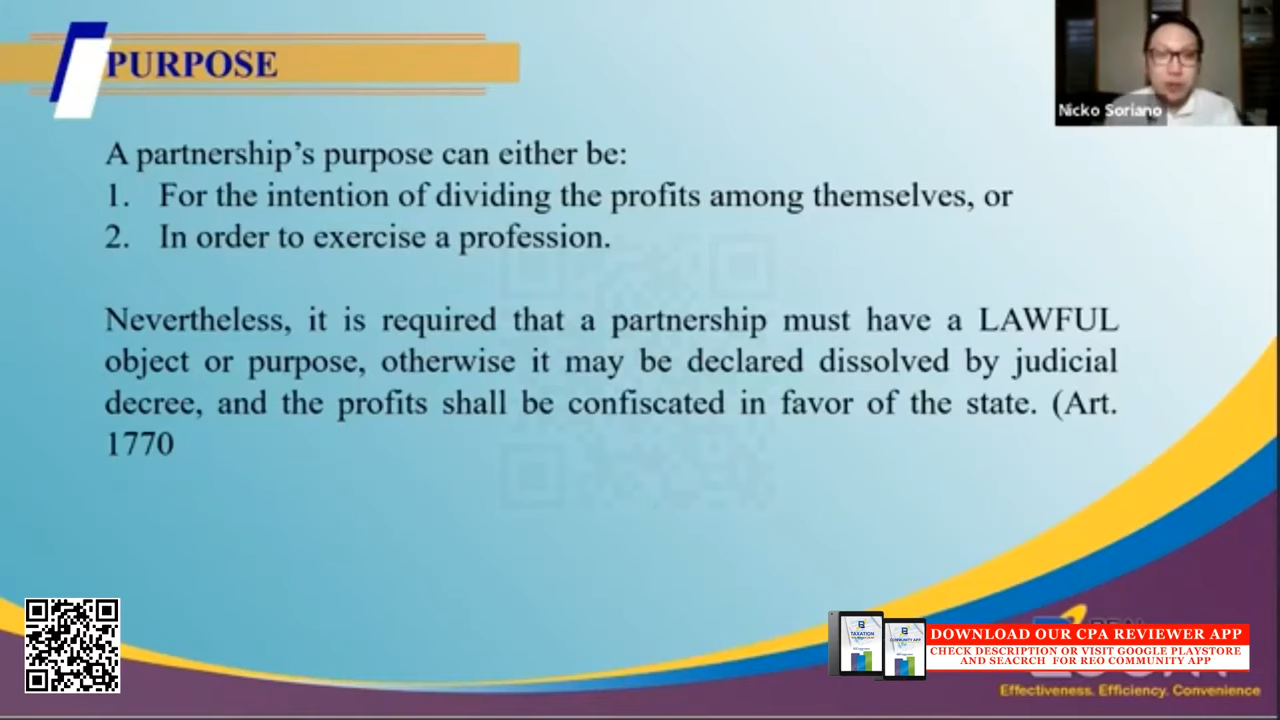 PURPOSE
Nicko Soriano
A partnership's purpose can either be:
1. For the intention of dividing the profits among themselves, or
2. In order to exercise a profession.
Nevertheless, it is required that a partnership must have a LAWFUL
object or purpose, otherwise it may be declared dissolved by judicial
decree, and the profits shall be confiscated in favor of the state. (Art.
1770
TAXATION
COMMUNITY APP
DOWNLOAD OUR CPA REVIEWER APP
CHECK DESCRIPTION OR VISIT GOOGLE PLAYSTORE
AND SEACRCH FOR REO COMMUNITY APP
Effectiveness. Efficiency. Convenience